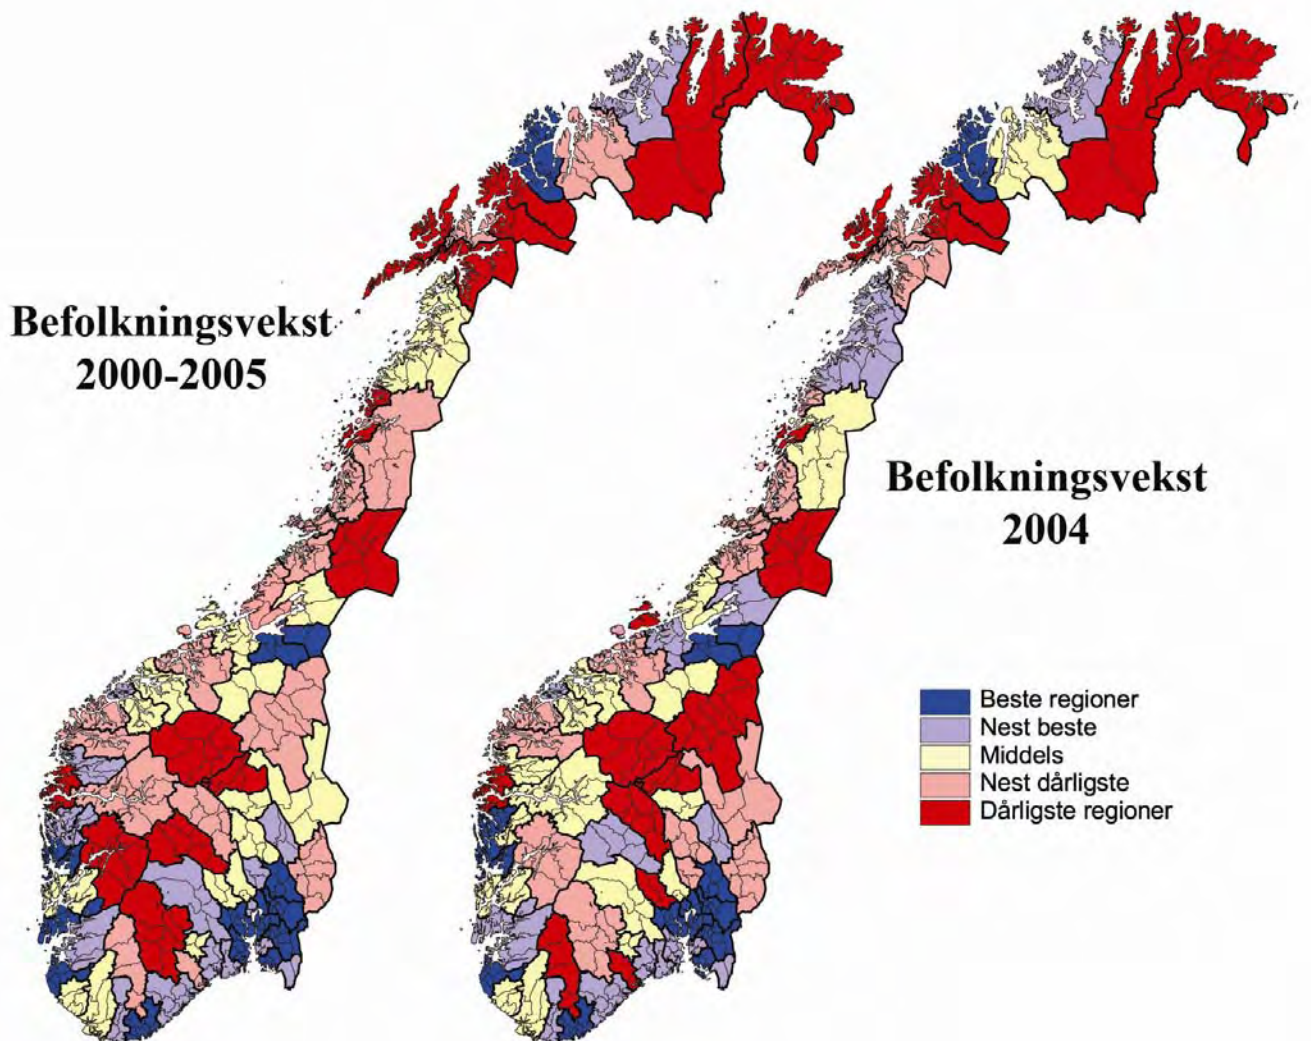 Befolkningsvekst
2000-2005
Befolkningsvekst
2004
Beste regioner
Nest beste
Middels
Nest dårligste
Dårligste regioner